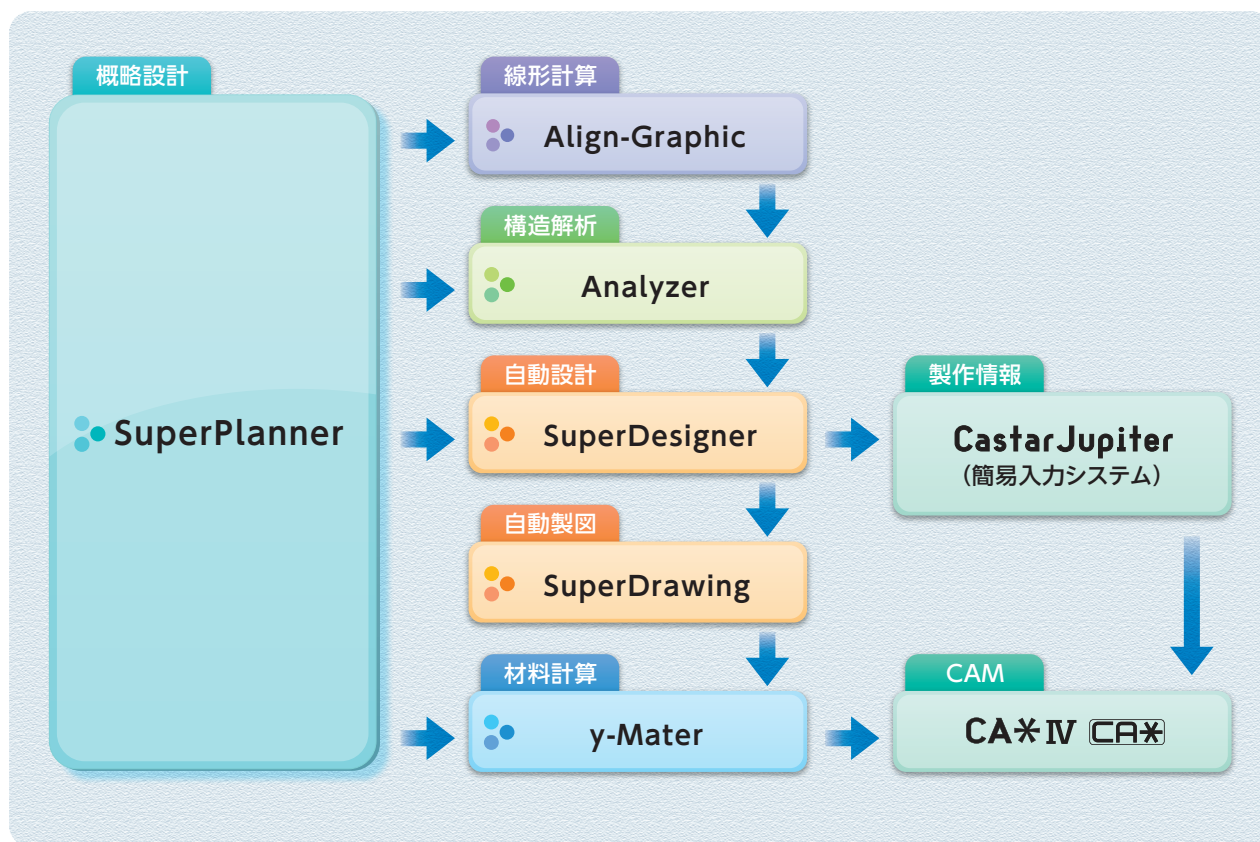 概略設計
SuperPlanner
線形計算
Align-Graphic
構造解析
Analyzer
自動設計
SuperDesigner
自動製図
SuperDrawing
材料計算
y-Mater
製作情報
CastarJupiter
(簡易入力システム)
CAM
CA*Ⅳ CA*